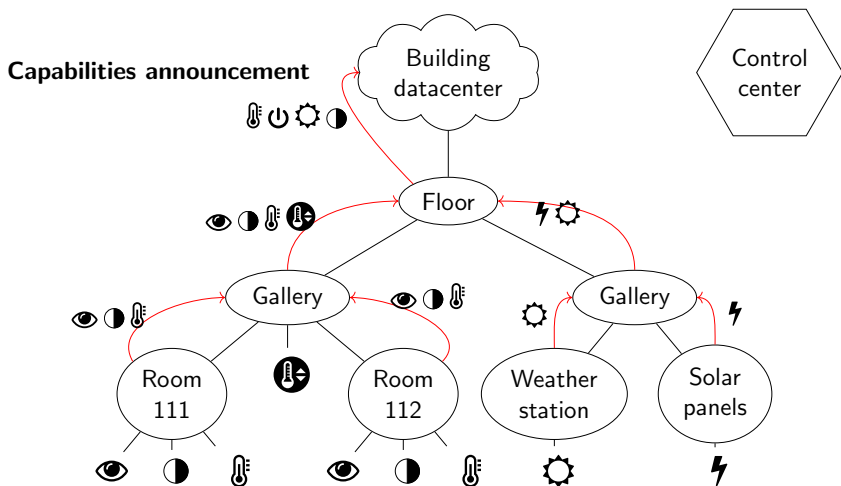 Capabilities announcement
Building
datacenter
Control
center
Floor
Gallery
Gallery
Room
111
Room
112
Weather
station
Solar
panels